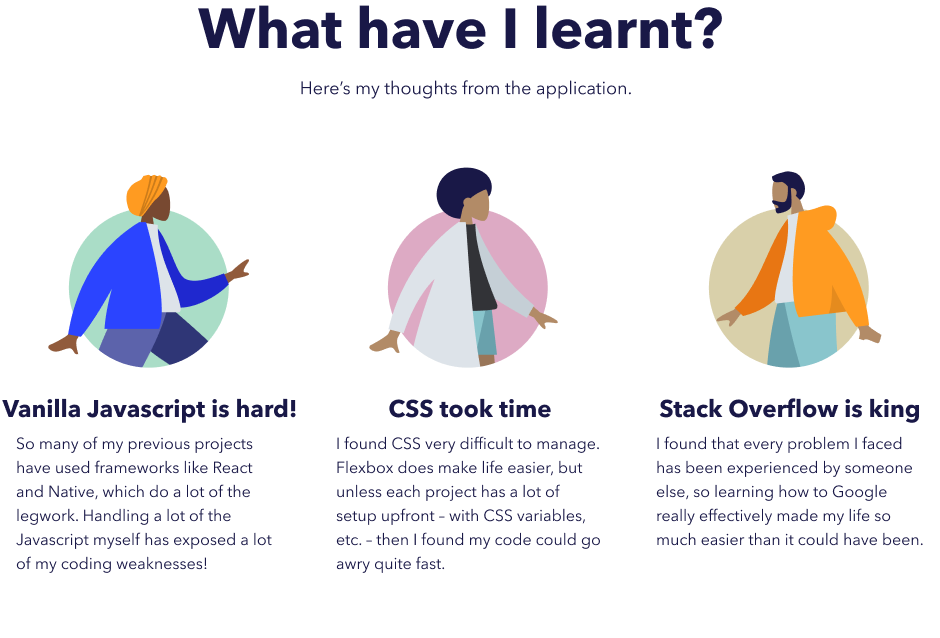 What have I learnt?
Here's my thoughts from the application.
Vanilla Javascript is hard!
So many of my previous projects
have used frameworks like React
and Native, which do a lot of the
legwork. Handling a lot of the
Javascript myself has exposed a lot
of my coding weaknesses!
CSS took time
I found CSS very difficult to manage.
Flexbox does make life easier, but
unless each project has a lot of
setup upfront – with CSS variables,
etc. – then I found my code could go
awry quite fast.
Stack Overflow is king
I found that every problem I faced
has been experienced by someone
else, so learning how to Google
really effectively made my life so
much easier than it could have been.